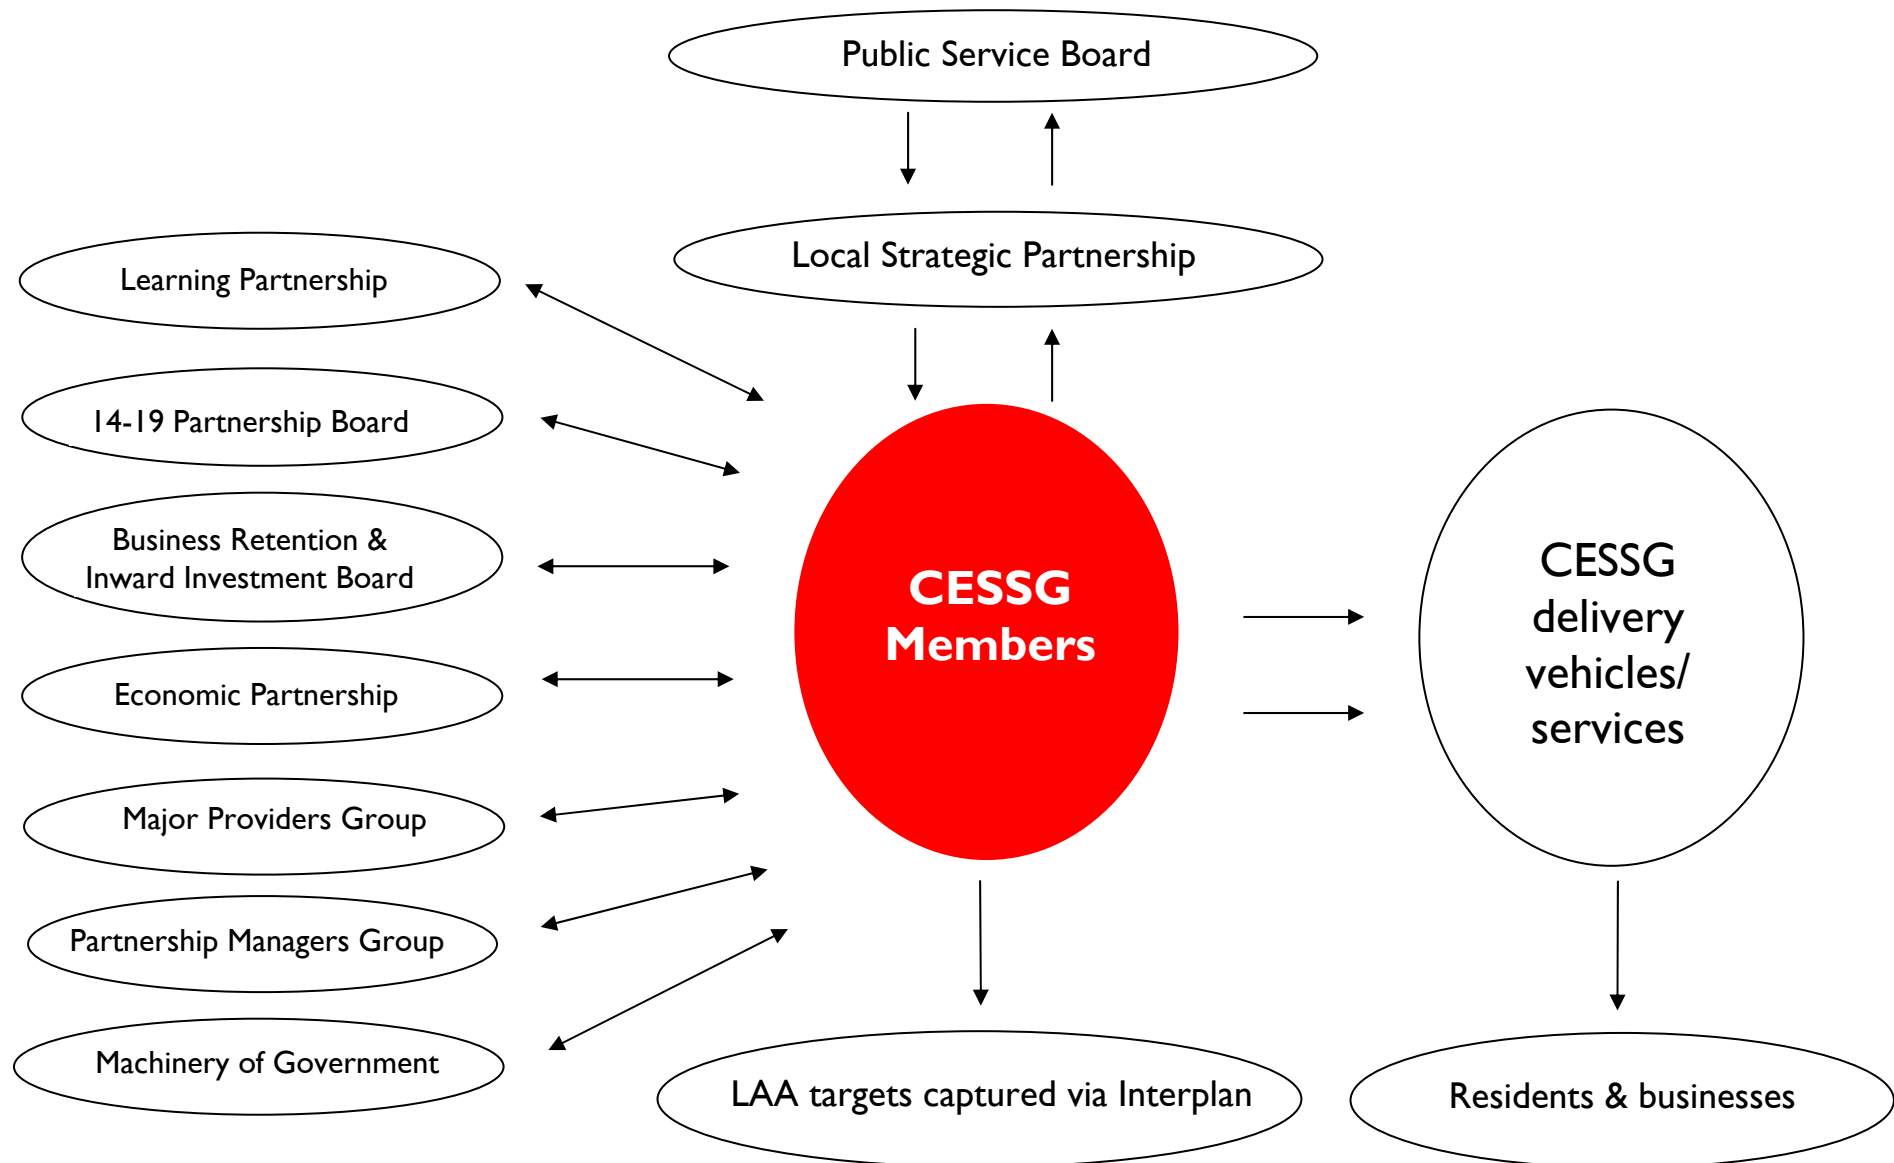 Public Service Board
Local Strategic Partnership
Learning Partnership
14-19 Partnership Board
Business Retention &
Inward Investment Board
Economic Partnership
Major Providers Group
Partnership Managers Group
Machinery of Government
CESSG
Members
CESSG
delivery
vehicles/
services
LAA targets captured via Interplan
Residents & businesses